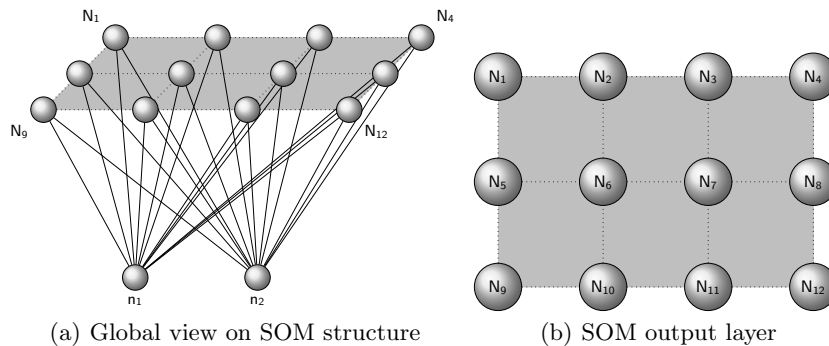 N₁
N₄
N₉
N₁₂
n₁
n₂
(a) Global view on SOM structure
N₁ N₂ N₃ N₄
N₅ N₆ N₇ N₈
N₉ N₁₀ N₁₁ N₁₂
(b) SOM output layer